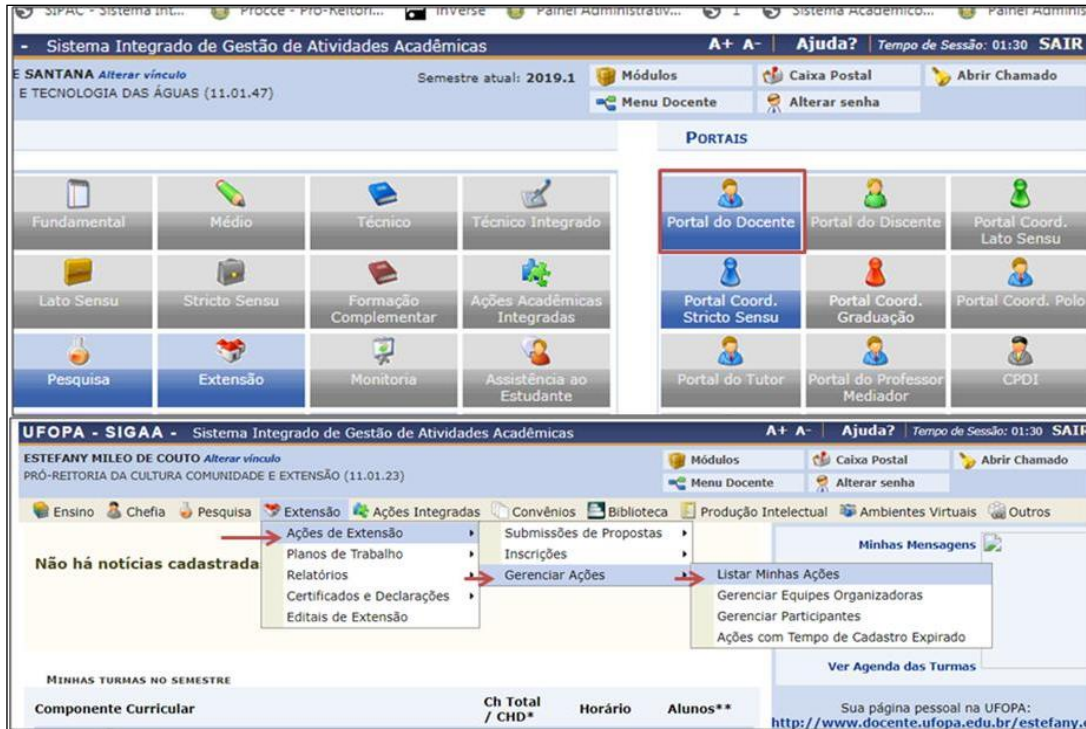 SIPAC - Sistema Int...
Procce - Pró-Reitori...
inVerse
Painel Administrativ...
1
Sistema Acadêmico...
Painel Adminis
- Sistema Integrado de Gestão de Atividades Acadêmicas
A+ A-
Ajuda?
Tempo de Sessão: 01:30
SAIR
E SANTANA Alterar vínculo
Semestre atual: 2019.1
Módulos
Caixa Postal
Abrir Chamado
E TECNOLOGIA DAS ÁGUAS (11.01.47)
Menu Docente
Alterar senha
PORTAIS
Fundamental
Médio
Técnico
Técnico Integrado
Portal do Docente
Portal do Discente
Portal Coord.
Lato Sensu
Lato Sensu
Stricto Sensu
Formação
Complementar
Ações Acadêmicas
Integradas
Portal Coord.
Stricto Sensu
Portal Coord.
Graduação
Portal Coord. Polo
Pesquisa
Extensão
Monitoria
Assistência ao
Estudante
Portal do Tutor
Portal do Professor
Mediador
CPDI
UFOPA - SIGAA - Sistema Integrado de Gestão de Atividades Acadêmicas
A+ A-
Ajuda?
Tempo de Sessão: 01:30
SAIR
ESTEFANY MILEO DE COUTO Alterar vínculo
Módulos
Caixa Postal
Abrir Chamado
PRÓ-REITORIA DA CULTURA COMUNIDADE E EXTENSÃO (11.01.23)
Menu Docente
Alterar senha
Ensino
Chefia
Pesquisa
Extensão
Ações Integradas
Convênios
Biblioteca
Produção Intelectual
Ambientes Virtuais
Outros
Ações de Extensão
Planos de Trabalho
Relatórios
Certificados e Declarações
Editais de Extensão
Submissões de Propostas
Inscrições
Gerenciar Ações
Listar Minhas Ações
Gerenciar Equipes Organizadoras
Gerenciar Participantes
Ações com Tempo de Cadastro Expirado
Não há notícias cadastrada
Minhas Mensagens
Ver Agenda das Turmas
MINHAS TURMAS NO SEMESTRE
Componente Curricular
Ch Total
/ CHD*
Horário
Alunos**
Sua página pessoal na UFOPA:
http://www.docente.ufopa.edu.br/estefany.c